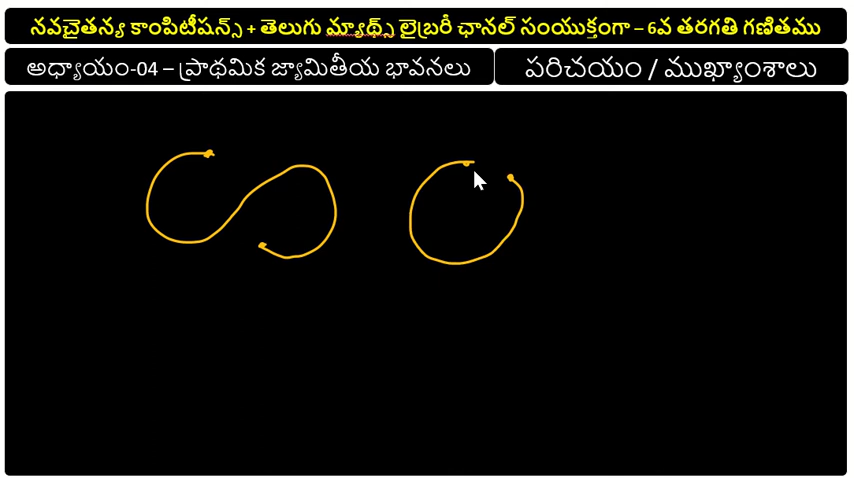 నవచైతన్య కాంపిటీషన్స్ + తెలుగు మ్యాథ్స్ లైబ్రరీ ఛానల్ సంయుక్తంగా – 6వ తరగతి గణితము
అధ్యాయం-04 – ప్రాథమిక జ్యామితీయ భావనలు
పరిచయం / ముఖ్యాంశాలు